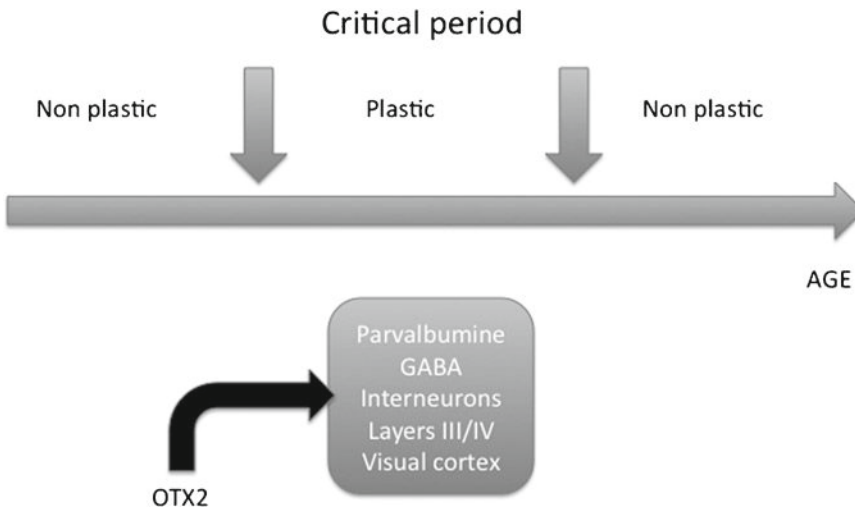 Critical period
Non plastic
Plastic
Non plastic
AGE
Parvalbumine
GABA
Interneurons
Layers III/IV
Visual cortex
OTX2